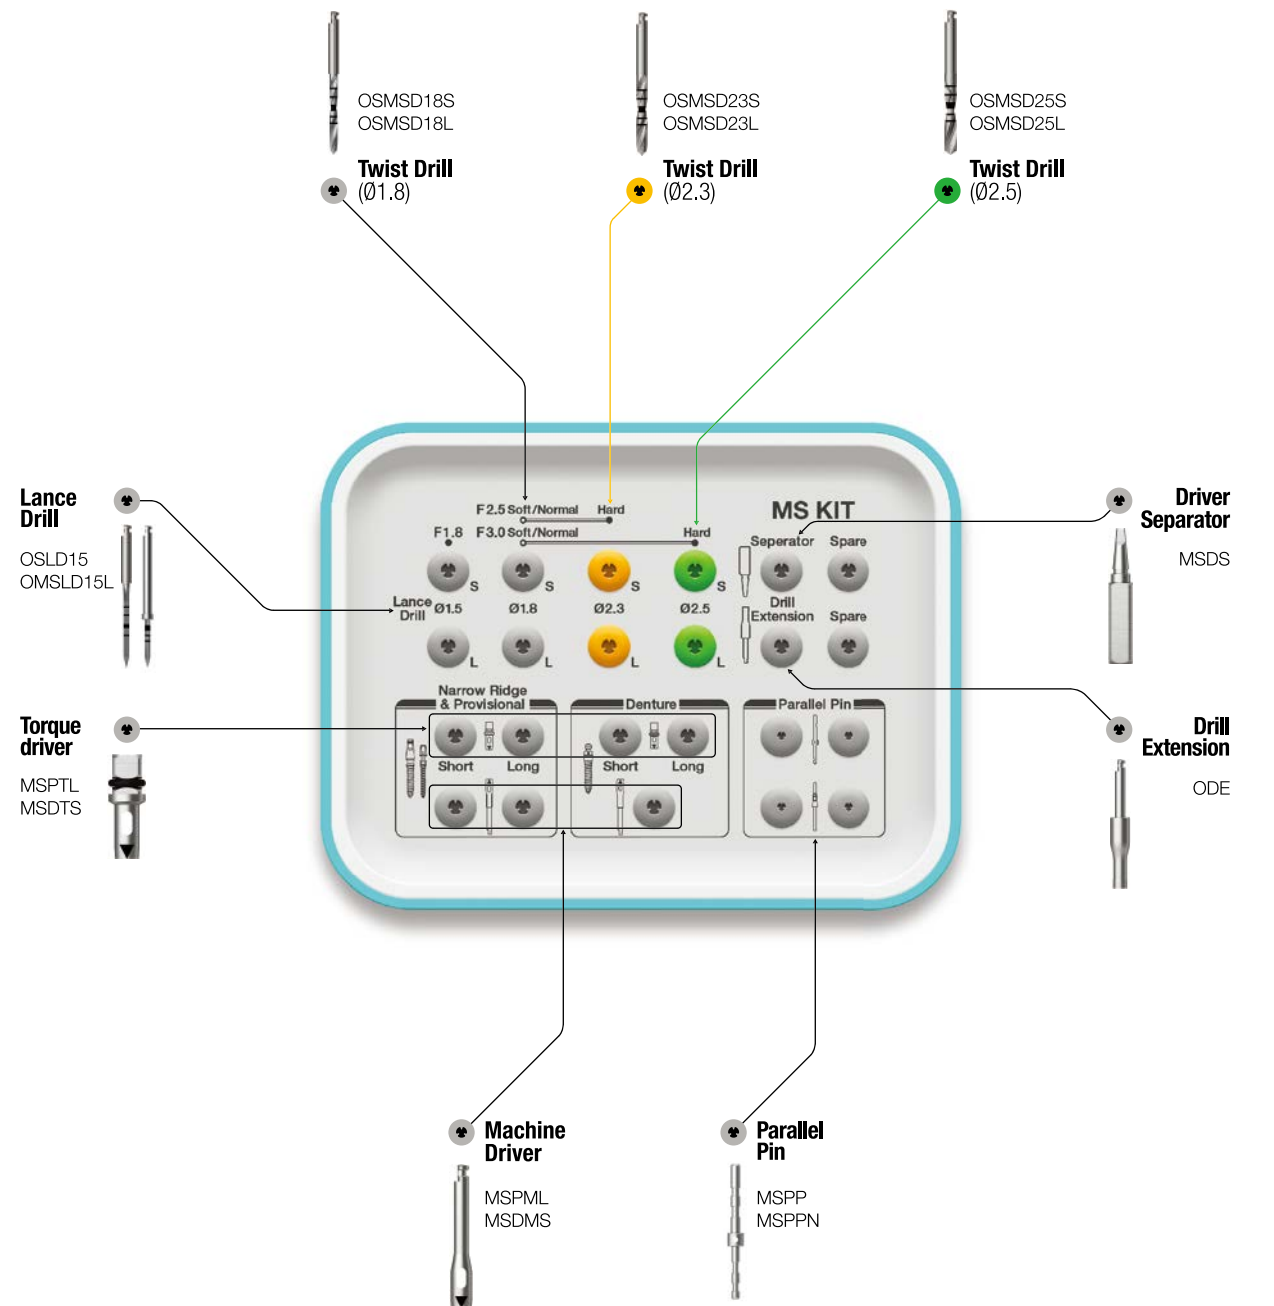 OSMSD18S
OSMSD18L
Twist Drill
(Ø1.8)
OSMSD23S
OSMSD23L
Twist Drill
(Ø2.3)
OSMSD25S
OSMSD25L
Twist Drill
(Ø2.5)
Lance
Drill
OSLD15
OMSLD15L
Torque
driver
MSPTL
MSDTS
F2.5 Soft/Normal Hard
F1.8 F3.0 Soft/Normal Hard
MS KIT
Seperator Spare
S S S S
Lance
Drill
Ø1.5 Ø1.8 Ø2.3 Ø2.5
Drill
Extension Spare
L L L L
Narrow Ridge
& Provisional
Denture
Parallel Pin
Short Long Short Long
Driver
Separator
MSDS
Drill
Extension
ODE
Machine
Driver
MSPML
MSDMS
Parallel
Pin
MSPP
MSPPN